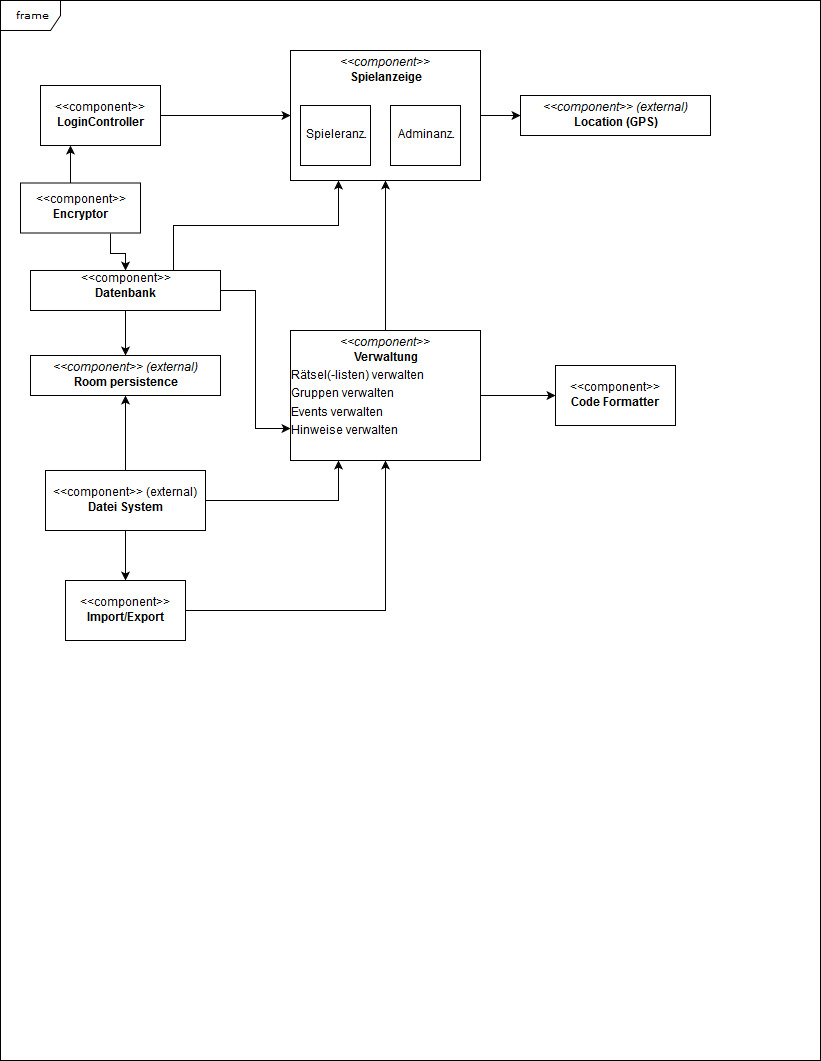 frame
<<component>>
Spielanzeige
Spieleranz.
Adminanz.
<<component>> (external)
Location (GPS)
<<component>>
LoginController
<<component>>
Encryptor
<<component>>
Datenbank
<<component>> (external)
Room persistence
<<component>>
Verwaltung
Rätsel(-listen) verwalten
Gruppen verwalten
Events verwalten
Hinweise verwalten
<<component>>
Code Formatter
<<component>> (external)
Datei System
<<component>>
Import/Export